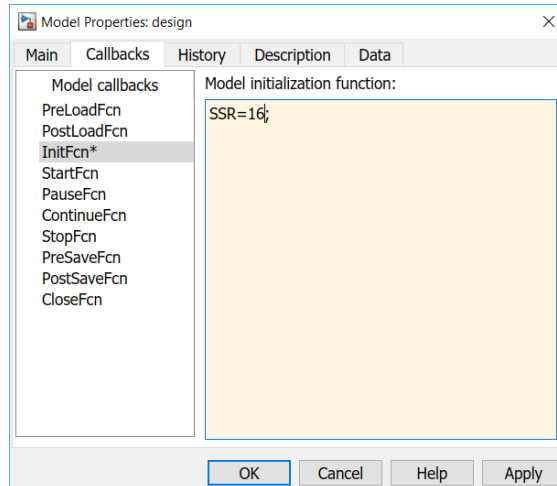 Model Properties: design
Main Callbacks History Description Data
Model callbacks
PreLoadFcn
PostLoadFcn
InitFcn*
StartFcn
PauseFcn
ContinueFcn
StopFcn
PreSaveFcn
PostSaveFcn
CloseFcn
Model initialization function:
SSR=16;
OK Cancel Help Apply